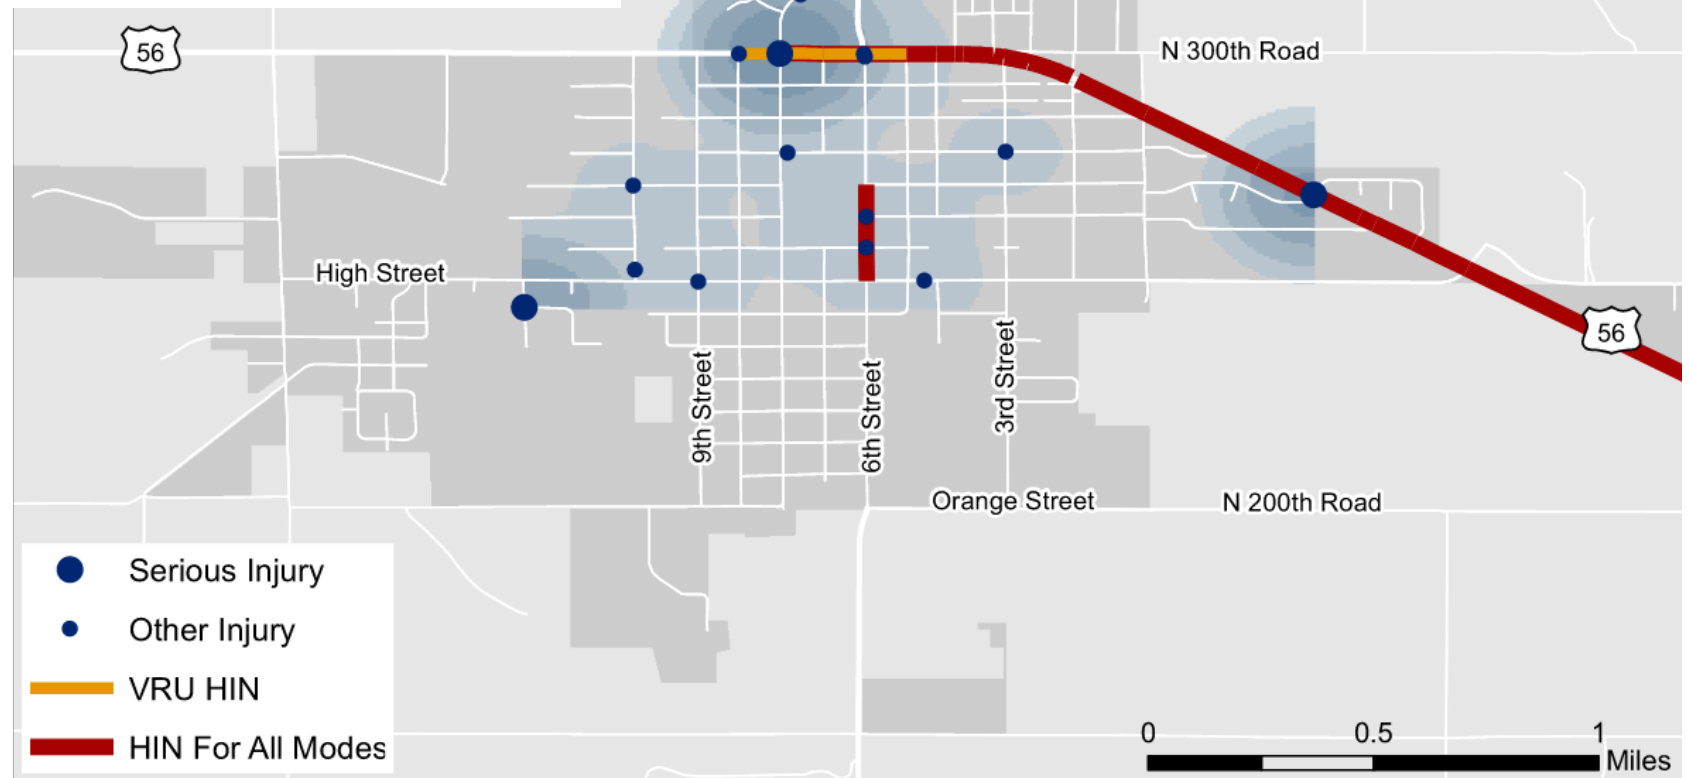 56
N 300th Road
High Street
56
9th Street
6th Street
3rd Street
Orange Street
N 200th Road
Serious Injury
Other Injury
VRU HIN
HIN For All Modes
0 0.5 1
Miles